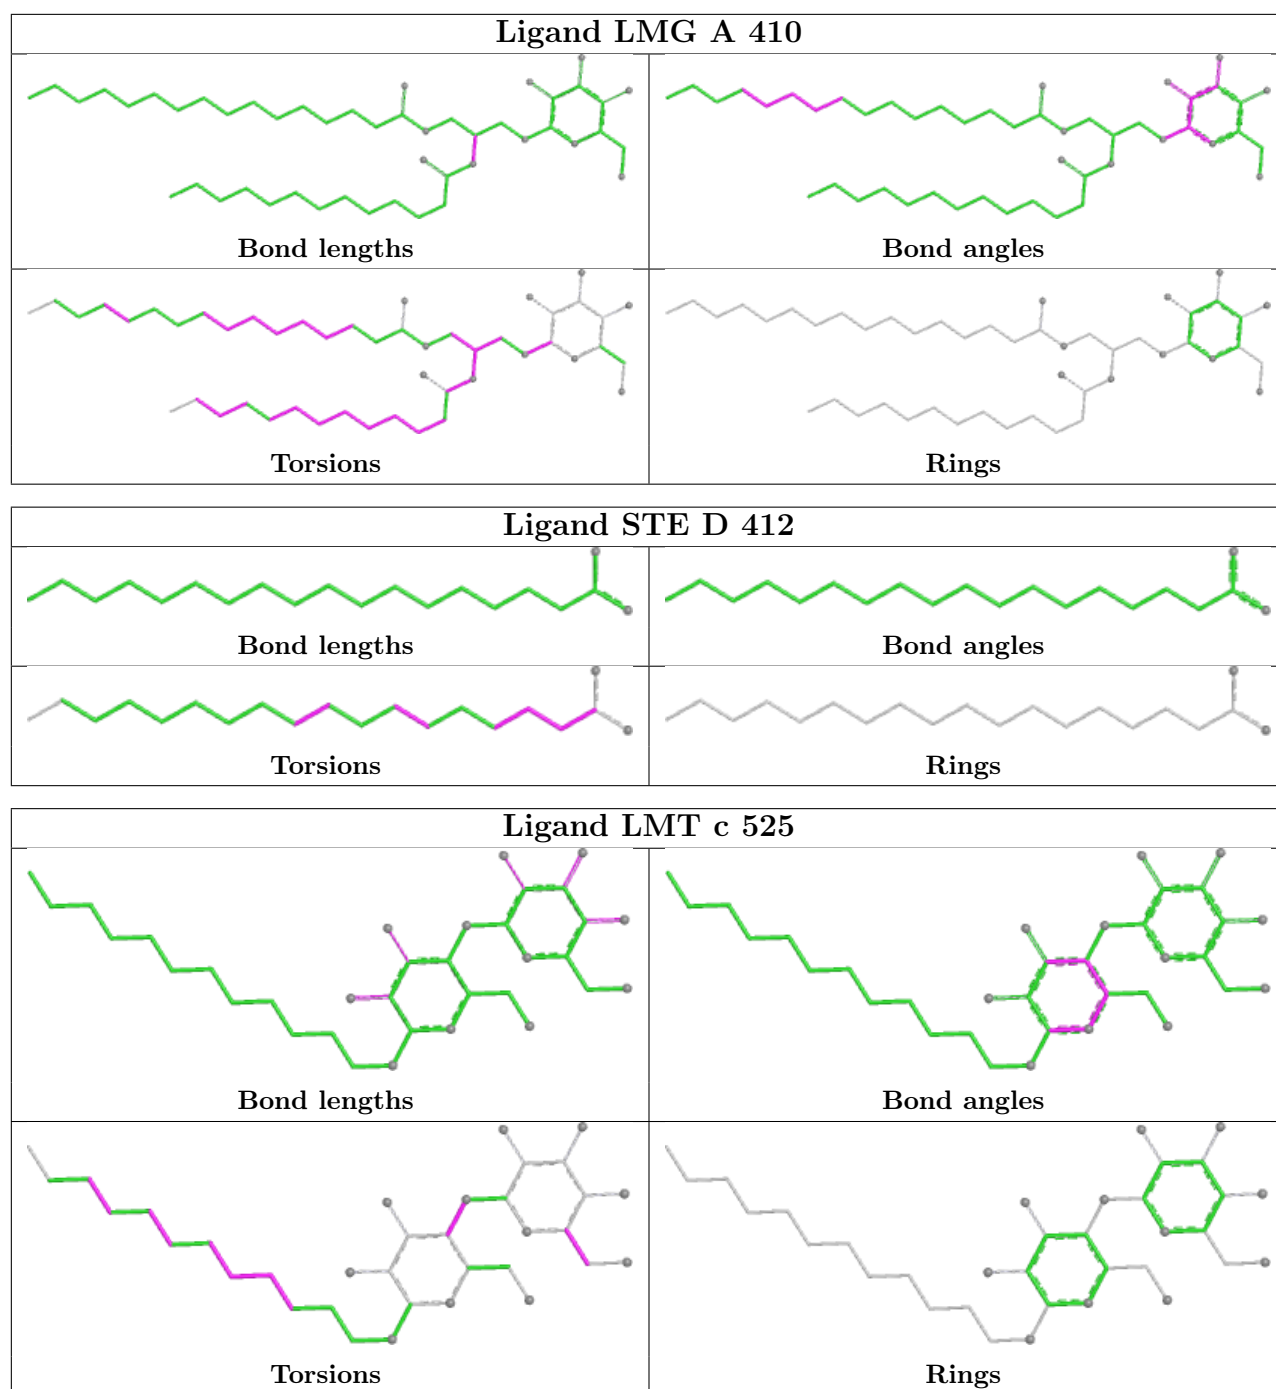 Ligand LMG A 410
Bond lengths
Bond angles
Torsions
Rings
Ligand STE D 412
Bond lengths
Bond angles
Torsions
Rings
Ligand LMT c 525
Bond lengths
Bond angles
Torsions
Rings